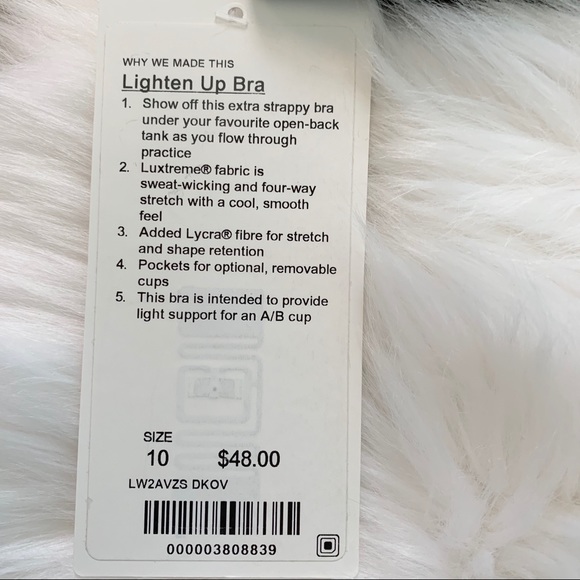 WHY WE MADE THIS
Lighten Up Bra
1. Show off this extra strappy bra
under your favourite open-back
tank as you flow through
practice
2. Luxtreme® fabric is
sweat-wicking and four-way
stretch with a cool, smooth
feel
3. Added Lycra® fibre for stretch
and shape retention
4. Pockets for optional, removable
cups
5. This bra is intended to provide
light support for an A/B cup
SIZE
10 $48.00
LW2AVZS DKOV
000003808839